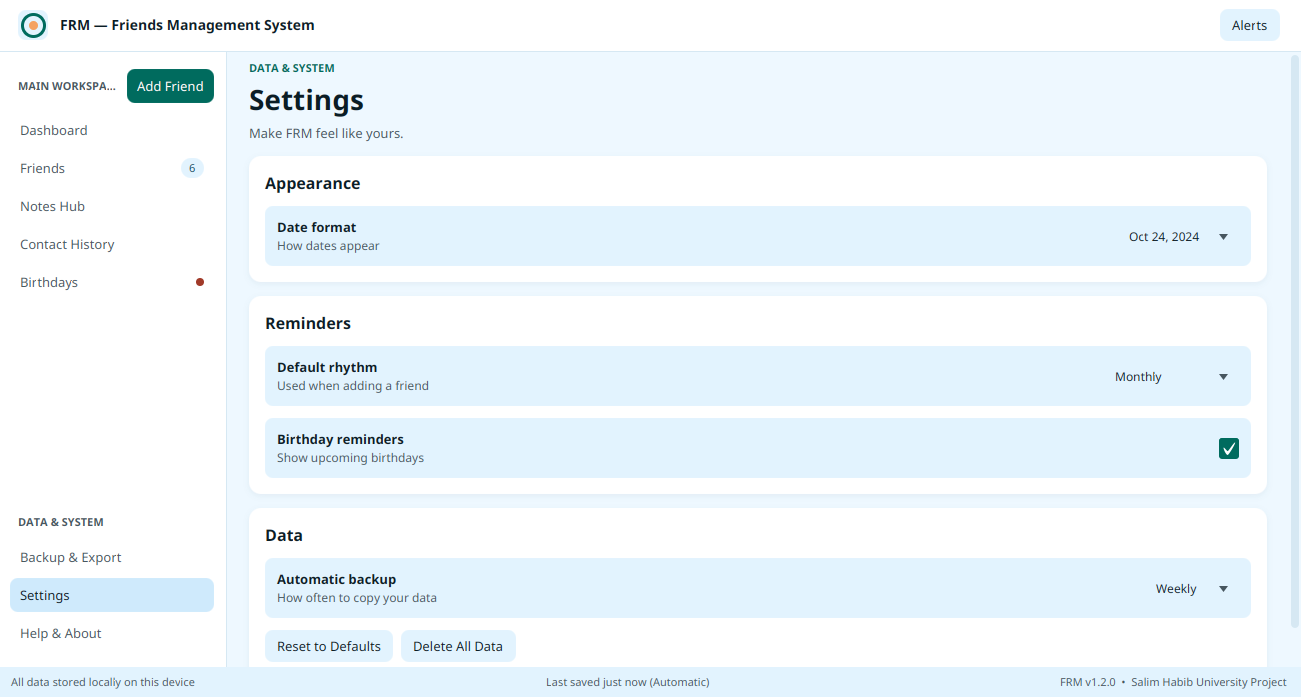 FRM — Friends Management System
Alerts
MAIN WORKSPA...
Add Friend
Dashboard
Friends 6
Notes Hub
Contact History
Birthdays
DATA & SYSTEM
Backup & Export
Settings
Help & About
DATA & SYSTEM
Settings
Make FRM feel like yours.
Appearance
Date format
How dates appear
Oct 24, 2024
Reminders
Default rhythm
Used when adding a friend
Monthly
Birthday reminders
Show upcoming birthdays
Data
Automatic backup
How often to copy your data
Weekly
Reset to Defaults
Delete All Data
All data stored locally on this device
Last saved just now (Automatic)
FRM v1.2.0 • Salim Habib University Project